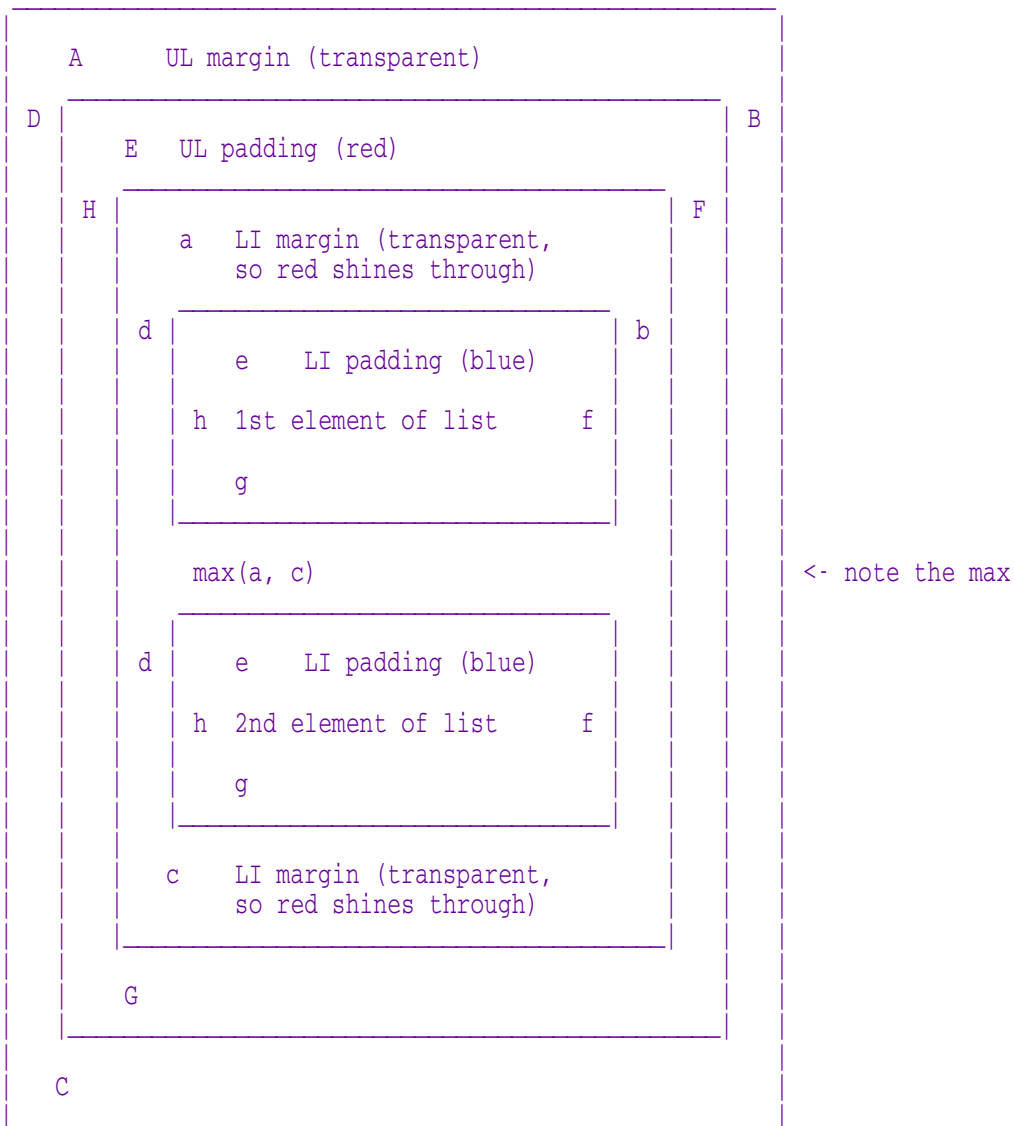 A UL margin (transparent)
D B
E UL padding (red)
H F
a LI margin (transparent,
so red shines through)
d b
e LI padding (blue)
h 1st element of list f
g
max(a, c) <- note the max
d e LI padding (blue)
h 2nd element of list f
g
c LI margin (transparent,
so red shines through)
G
C